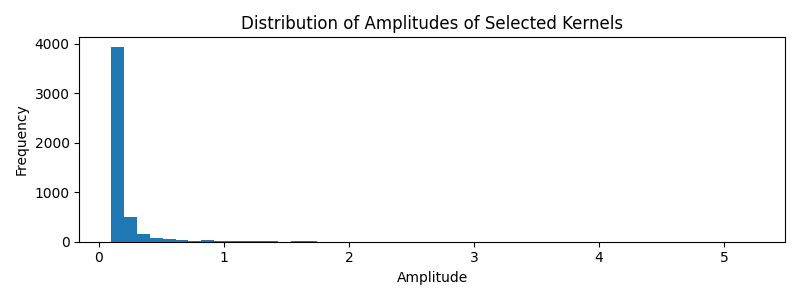 Distribution of Amplitudes of Selected Kernels
4000
3000
2000
1000
0
Frequency
0 1 2 3 4 5
Amplitude